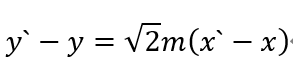 y` − y = √2m(x` − x)